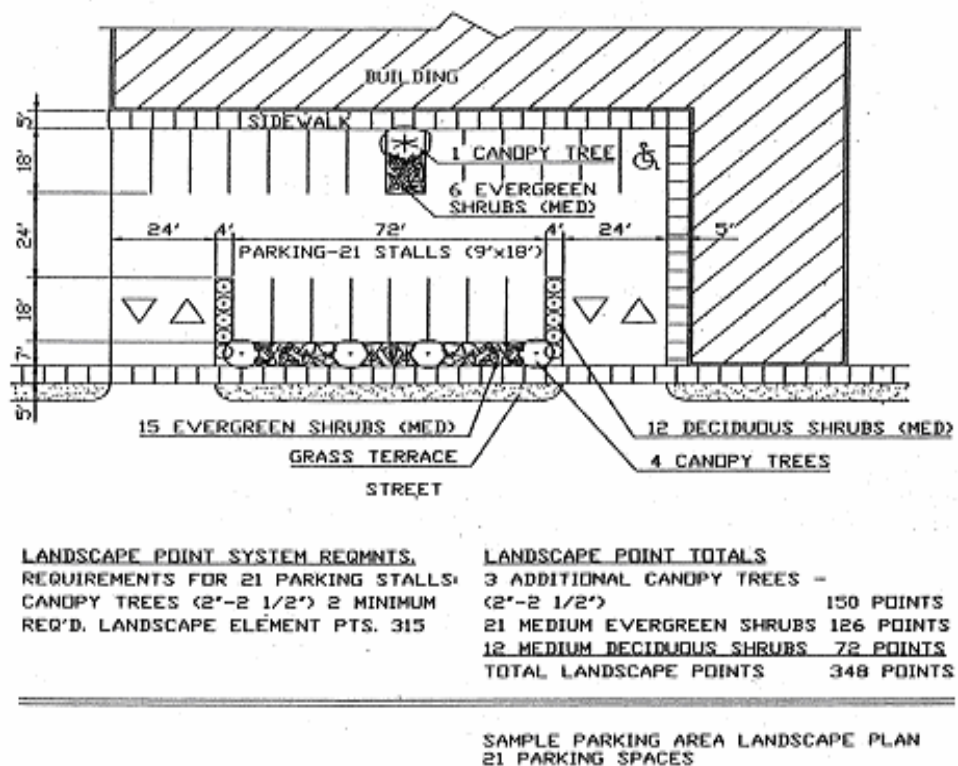 BUILDING
5'
SIDEWALK
18'
1 CANOPY TREE
6 EVERGREEN
SHRUBS (MED)
24'
24'
4'
72'
4'
24'
5"
PARKING-21 STALLS (9'x18')
18'
7'
5'
15 EVERGREEN SHRUBS (MED)
12 DECIDUOUS SHRUBS (MED)
GRASS TERRACE
4 CANOPY TREES
STREET
LANDSCAPE POINT SYSTEM REQMNTS.
REQUIREMENTS FOR 21 PARKING STALLS:
CANOPY TREES (2"-2 1/2") 2 MINIMUM
REQ'D. LANDSCAPE ELEMENT PTS. 315
LANDSCAPE POINT TOTALS
3 ADDITIONAL CANOPY TREES -
(2"-2 1/2") 150 POINTS
21 MEDIUM EVERGREEN SHRUBS 126 POINTS
12 MEDIUM DECIDUOUS SHRUBS 72 POINTS
TOTAL LANDSCAPE POINTS 348 POINTS
SAMPLE PARKING AREA LANDSCAPE PLAN
21 PARKING SPACES